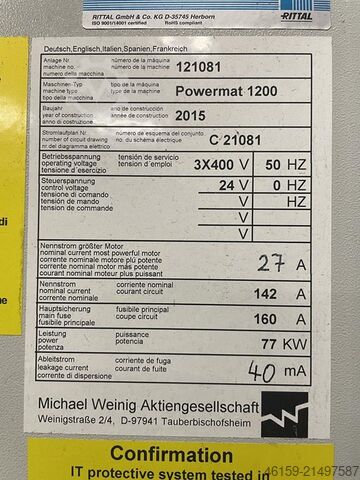 RITTAL GmbH & Co. KG D-35745 Herborn
ISO 9001/14001 certified RoHS compliant
RITTAL
Deutsch, Englisch, Italien, Spanien, Frankreich
Anlage Nr. número de la máquina
machine no. numéro de la machine 121081
numero della macchina
Maschinen-Typ tipo de la máquina
machine type type de la machine Powermat 1200
tipo della macchina
Baujahr ano de construcción
year of construction année de construction 2015
anno di costruzione
Stromlaufplan Nr. número de esquema del conjunto
number of circuit drawing no. du schéma électrique C 21081
nr di diagramma elettrico
Betriebsspannung tensión de servicio
operating voltage tension d'emploi 3X400 V 50 HZ
tensione d'esercizio
Steuerspannung
control voltage 24 V 0 HZ
tensión de mando V
tension de commande V
V
Nennstrom größter Motor
nominal current most powerful motor
corrente nominale motore più potente 27 A
corriente nominal motor más potente
courant nominal moteur plus puissant
Nennstrom corriente nominal
nominal current courant circuit 142 A
corrente nominale
Hauptsicherung fusible principal
main fuse coupe circuit 160 A
fusibile principale
Leistung puissance
power potencia 77 KW
potenza
Ableitstrom corriente de fuga
leakage current courant de fuite 40 mA
corrente di dispersione
Michael Weinig Aktiengesellschaft
Weinigstraße 2/4, D-97941 Tauberbischofsheim
di
ne
Confirmation
IT protective system tested in
46159-21497587